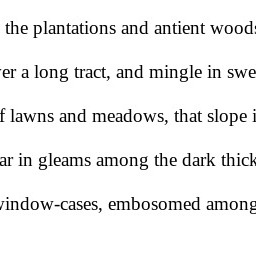 the plantations and antient woods
er a long tract, and mingle in swe
f lawns and meadows, that slope i
ar in gleams among the dark thick
window-cases, embosomed among